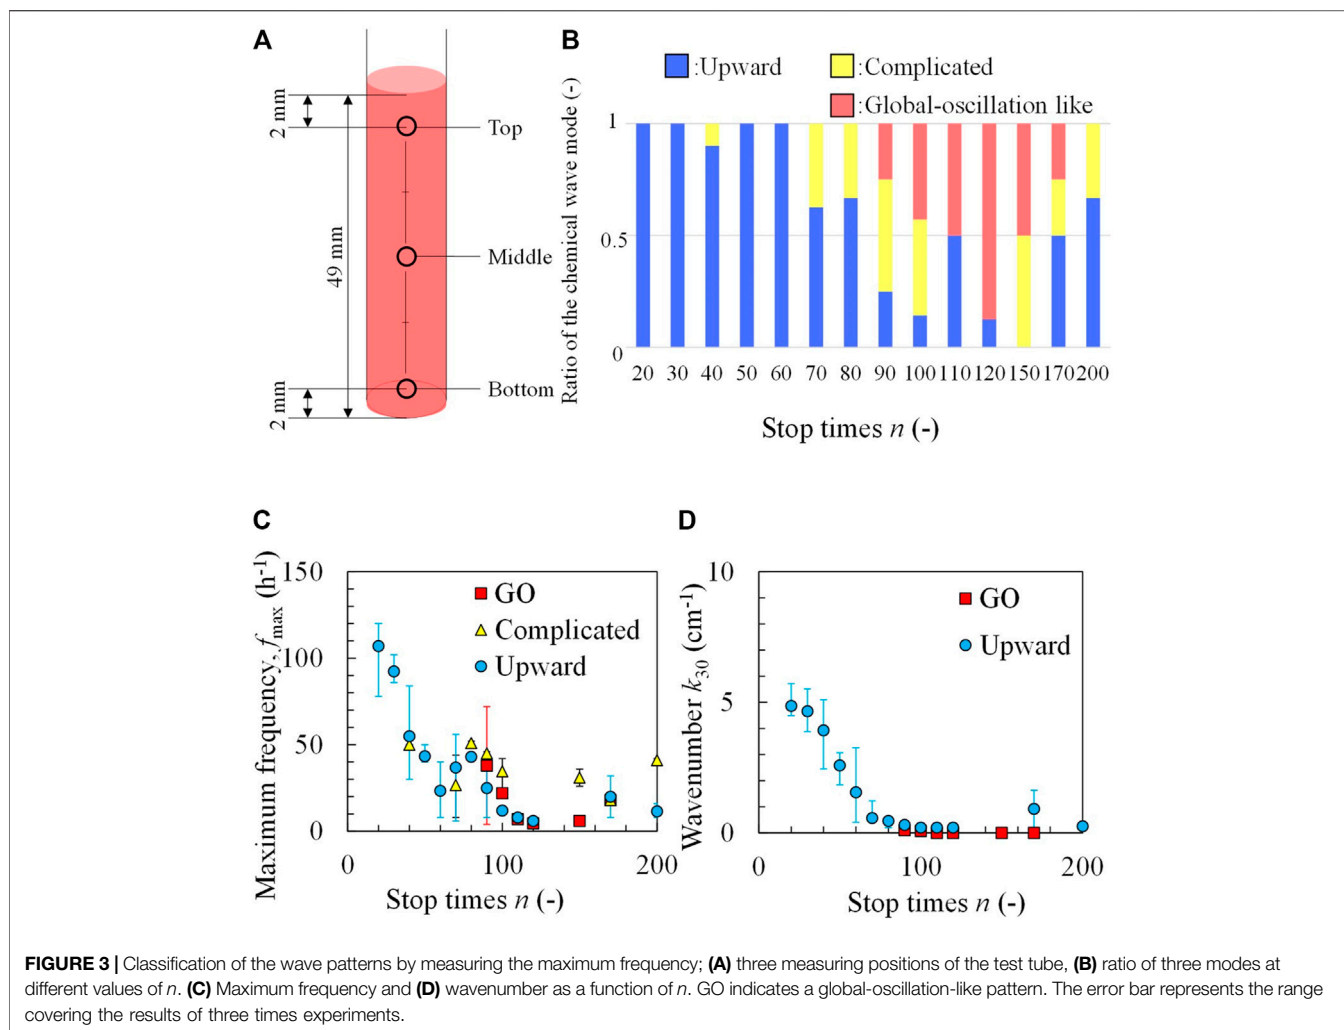 A
2 mm
Top
49 mm
Middle
2 mm
Bottom
B
:Upward
:Complicated
:Global-oscillation like
Ratio of the chemical wave mode (-)
1
0.5
0
20 30 40 50 60 70 80 90 100 110 120 150 170 200
Stop times n (-)
C
Maximum frequency, fmax (h-1)
150
100
50
0
GO
Complicated
Upward
0 100 200
Stop times n (-)
D
Wavenumber k30 (cm-1)
10
5
0
GO
Upward
0 100 200
Stop times n (-)
FIGURE 3 | Classification of the wave patterns by measuring the maximum frequency; (A) three measuring positions of the test tube, (B) ratio of three modes at
different values of n. (C) Maximum frequency and (D) wavenumber as a function of n. GO indicates a global-oscillation-like pattern. The error bar represents the range
covering the results of three times experiments.